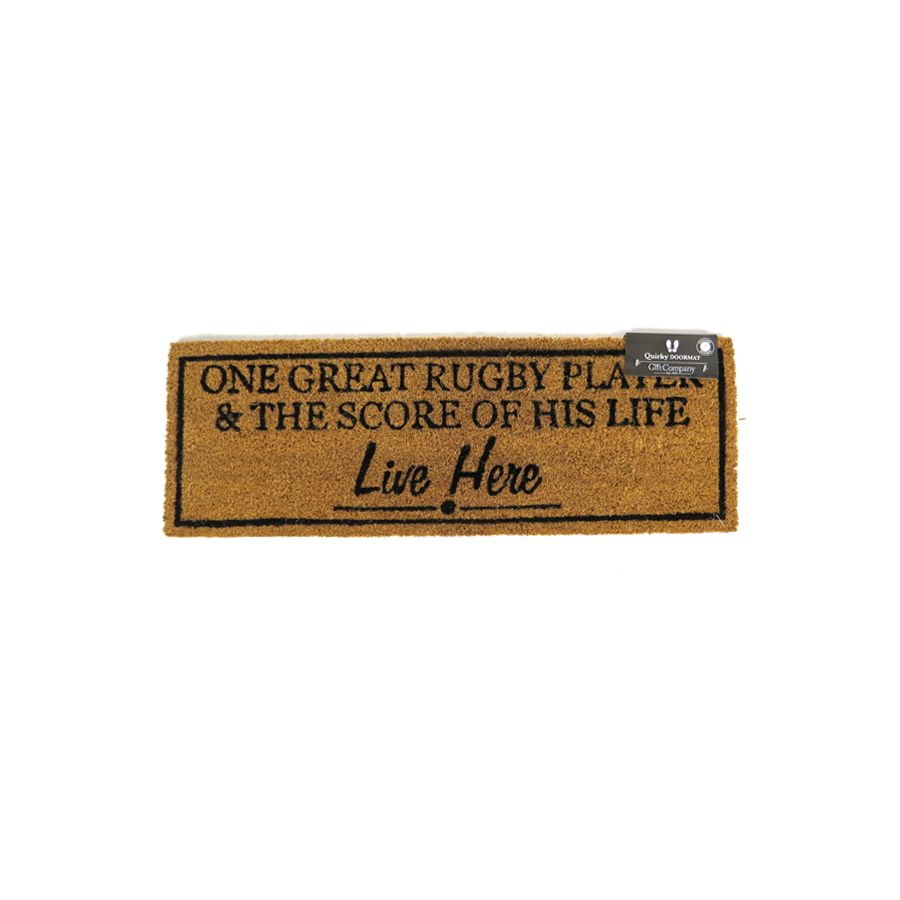 ONE GREAT RUGBY PLAYER
& THE SCORE OF HIS LIFE
Live Here
Quirky DOORMAT
Gift Company